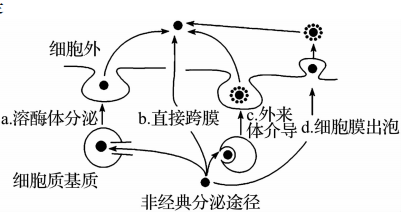 细胞外
a.溶酶体分泌
b.直接跨膜
c.外来
体介导
d.细胞膜出泡
细胞质基质
非经典分泌途径